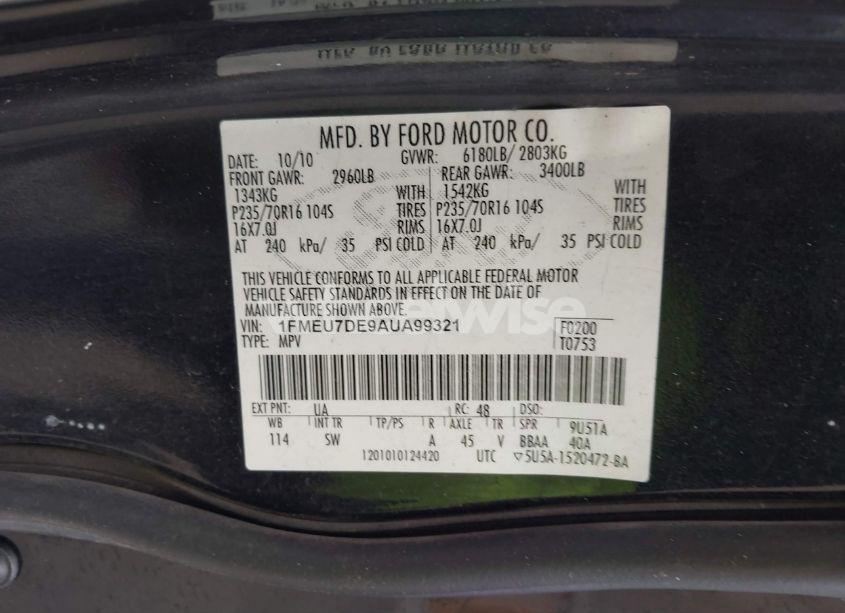 MFD. BY FORD MOTOR CO.
DATE: 10/10 GVWR: 6180LB/ 2803KG
FRONT GAWR: 2960LB REAR GAWR: 3400LB
1343KG WITH 1542KG WITH
P235/70R16 104S TIRES P235/70R16 104S TIRES
16X7.0J RIMS 16X7.0J RIMS
AT 240 kPa/ 35 PSI COLD AT 240 kPa/ 35 PSI COLD
THIS VEHICLE CONFORMS TO ALL APPLICABLE FEDERAL MOTOR
VEHICLE SAFETY STANDARDS IN EFFECT ON THE DATE OF
MANUFACTURE SHOWN ABOVE.
VIN: 1FMEU7DE9AUA99321 F0200
TYPE: MPV T0753
EXT PNT: UA RC: 48 DSO:
WB INT TR TP/PS R AXLE TR SPR 9U51A
114 SW A 45 V BBAA 40A
1201010124420 UTC ▽5U5A-1520472-BA